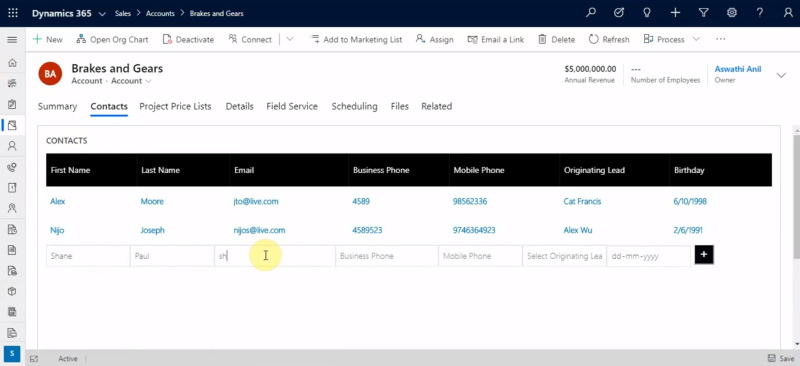 Dynamics 365 Sales > Accounts > Brakes and Gears
New Open Org Chart Deactivate Connect Add to Marketing List Assign Email a Link Delete Refresh Process
BA
Brakes and Gears
Account · Account
$5,000,000.00
Annual Revenue
---
Number of Employees
Aswathi Anil
Owner
Summary Contacts Project Price Lists Details Field Service Scheduling Files Related
CONTACTS
First Name Last Name Email Business Phone Mobile Phone Originating Lead Birthday
Alex Moore jto@live.com 4589 98562336 Cat Francis 6/10/1998
Nijo Joseph nijos@live.com 4589523 9746364923 Alex Wu 2/6/1991
Shane Paul sh Business Phone Mobile Phone Select Originating Lea dd-mm-yyyy
S Active Save